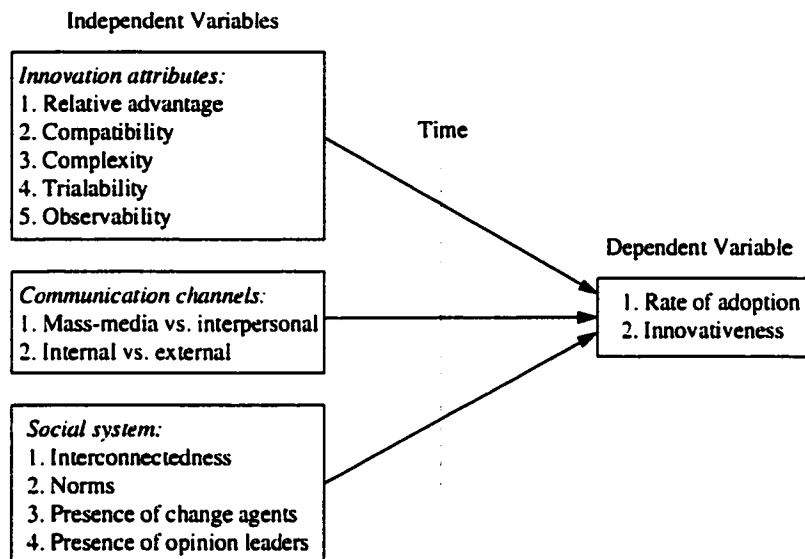 Independent Variables
Innovation attributes:
1. Relative advantage
2. Compatibility
3. Complexity
4. Trialability
5. Observability
Time
Dependent Variable
1. Rate of adoption
2. Innovativeness
Communication channels:
1. Mass-media vs. interpersonal
2. Internal vs. external
Social system:
1. Interconnectedness
2. Norms
3. Presence of change agents
4. Presence of opinion leaders